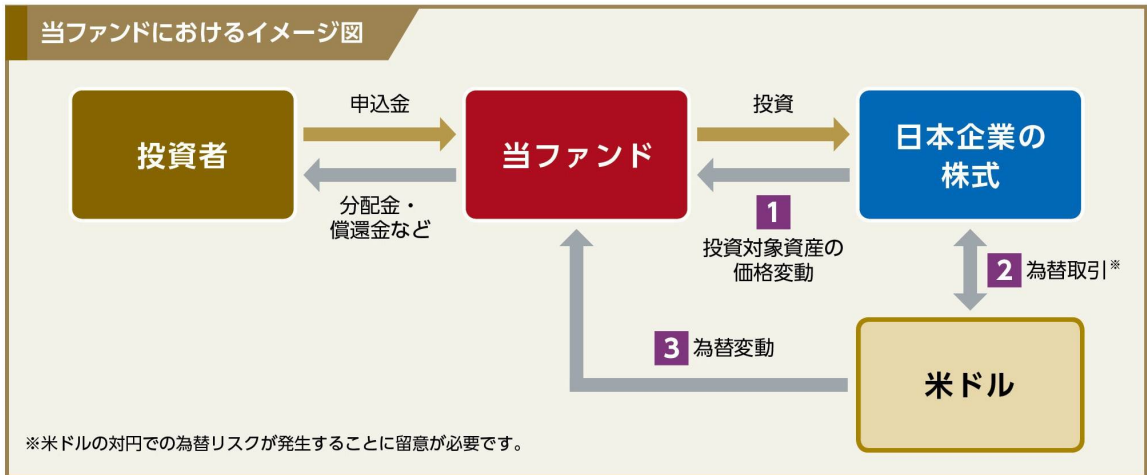 当ファンドにおけるイメージ図
投資者
申込金
分配金・
償還金など
当ファンド
投資
1
投資対象資産の
価格変動
日本企業の
株式
2 為替取引※
3 為替変動
米ドル
※米ドルの対円での為替リスクが発生することに留意が必要です。